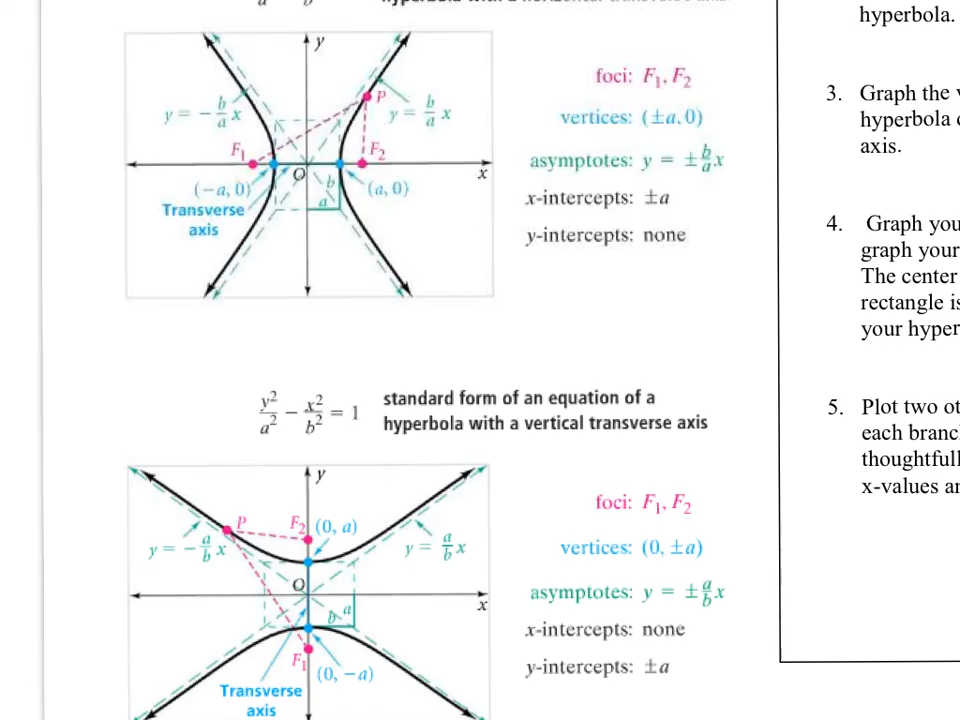 hyperbola.
y
y = − b/a x
P
y = b/a x
F₁
F₂
O
x
b
a
(−a, 0)
(a, 0)
Transverse
axis
foci: F₁, F₂
vertices: (±a, 0)
asymptotes: y = ± b/a x
x-intercepts: ±a
y-intercepts: none
y²/a² − x²/b² = 1
standard form of an equation of a
hyperbola with a vertical transverse axis
y
P
F₂
(0, a)
y = − a/b x
y = a/b x
O
x
b
a
F₁
(0, −a)
Transverse
axis
foci: F₁, F₂
vertices: (0, ±a)
asymptotes: y = ± a/b x
x-intercepts: none
y-intercepts: ±a
3. Graph the
hyperbola
axis.
4. Graph you
graph your
The center
rectangle is
your hyper
5. Plot two ot
each branc
thoughtfull
x-values an